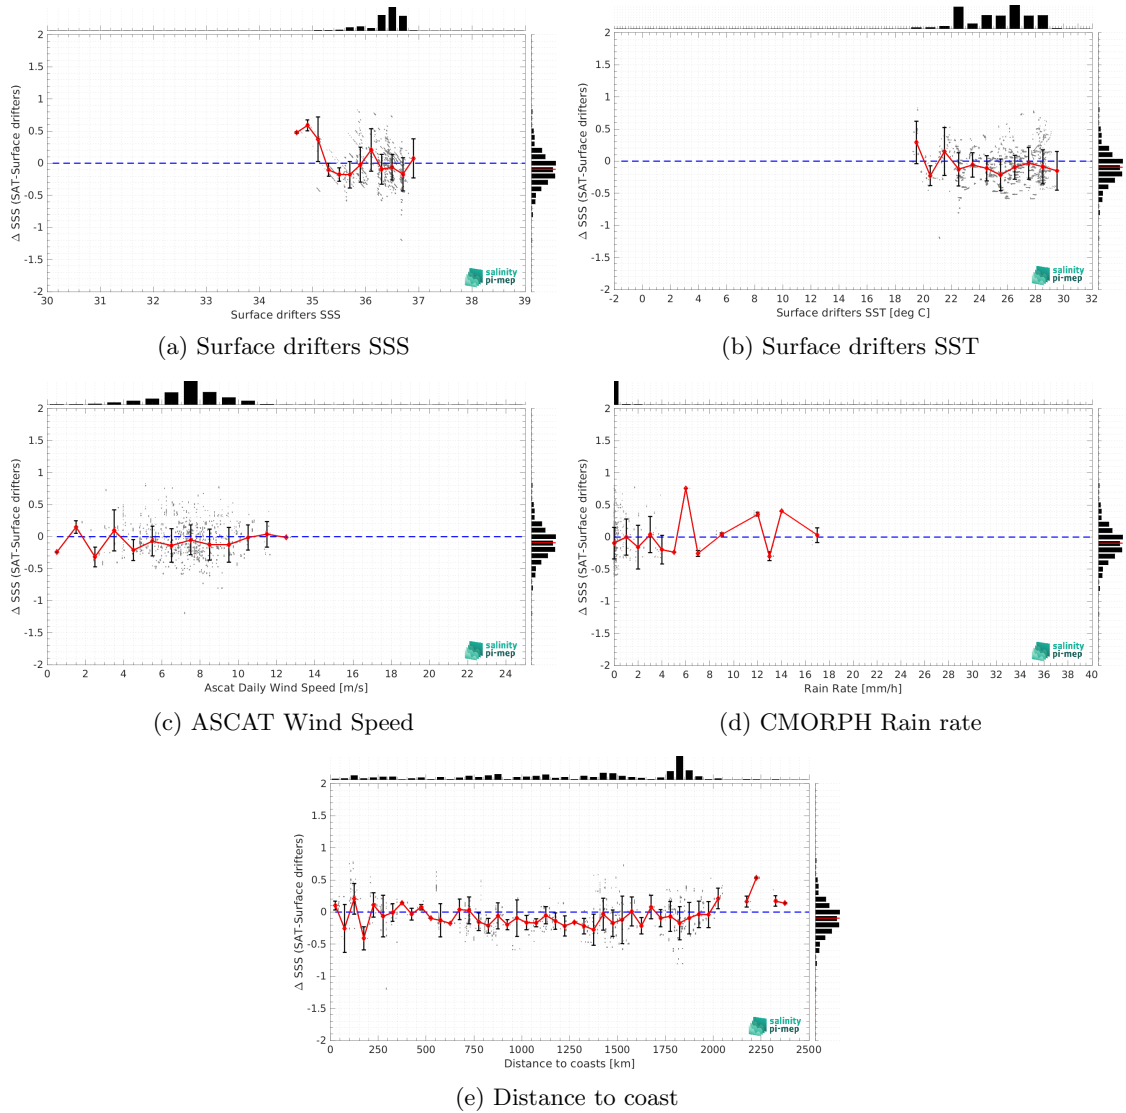 2
1.5
1
0.5
0
-0.5
-1
-1.5
-2
Δ SSS (SAT-Surface drifters)
30 31 32 33 34 35 36 37 38 39
Surface drifters SSS
salinity
pi-mep
(a) Surface drifters SSS
2
1.5
1
0.5
0
-0.5
-1
-1.5
-2
Δ SSS (SAT-Surface drifters)
-2 0 2 4 6 8 10 12 14 16 18 20 22 24 26 28 30 32
Surface drifters SST [deg C]
salinity
pi-mep
(b) Surface drifters SST
2
1.5
1
0.5
0
-0.5
-1
-1.5
-2
Δ SSS (SAT-Surface drifters)
0 2 4 6 8 10 12 14 16 18 20 22 24
Ascat Daily Wind Speed [m/s]
salinity
pi-mep
(c) ASCAT Wind Speed
2
1.5
1
0.5
0
-0.5
-1
-1.5
-2
Δ SSS (SAT-Surface drifters)
0 2 4 6 8 10 12 14 16 18 20 22 24 26 28 30 32 34 36 38 40
Rain Rate [mm/h]
salinity
pi-mep
(d) CMORPH Rain rate
2
1.5
1
0.5
0
-0.5
-1
-1.5
-2
Δ SSS (SAT-Surface drifters)
0 250 500 750 1000 1250 1500 1750 2000 2250 2500
Distance to coasts [km]
salinity
pi-mep
(e) Distance to coast